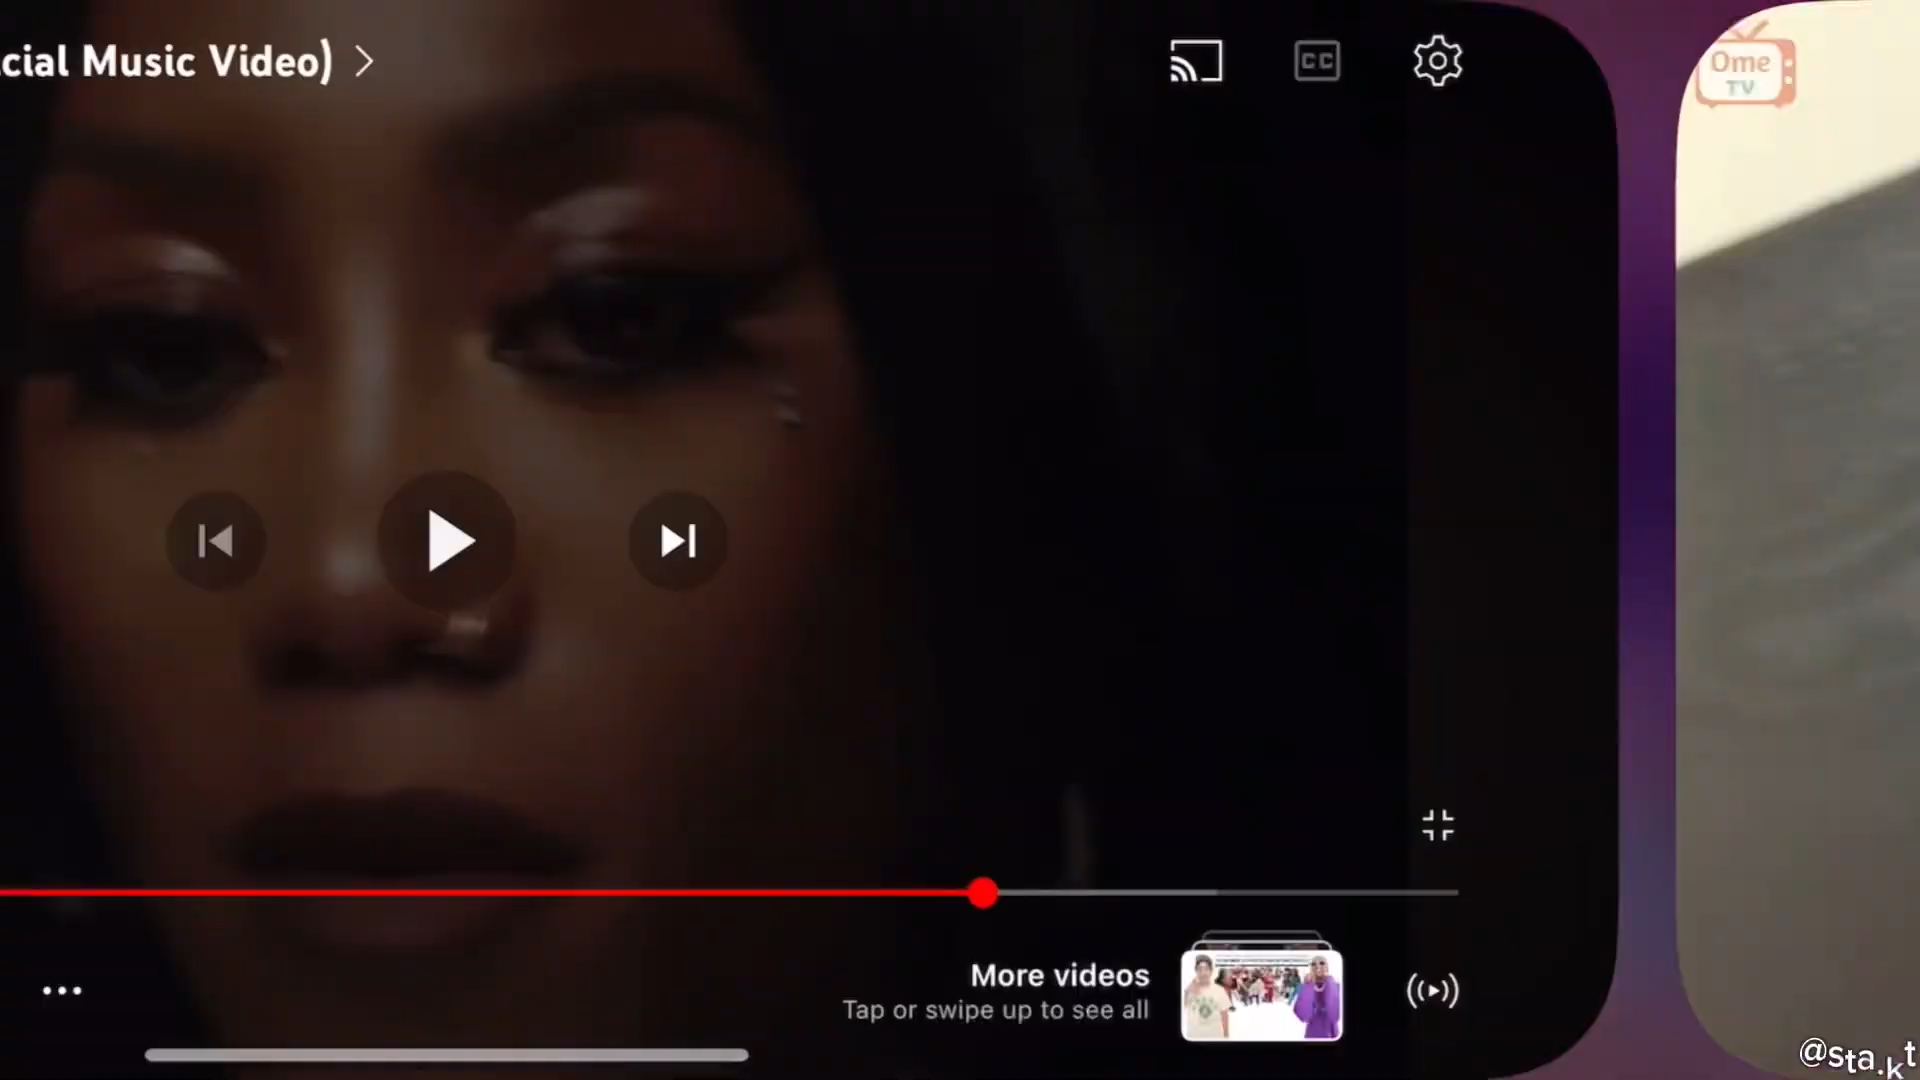 cial Music Video)
CC
Ome
TV
More videos
Tap or swipe up to see all
@sta.kt